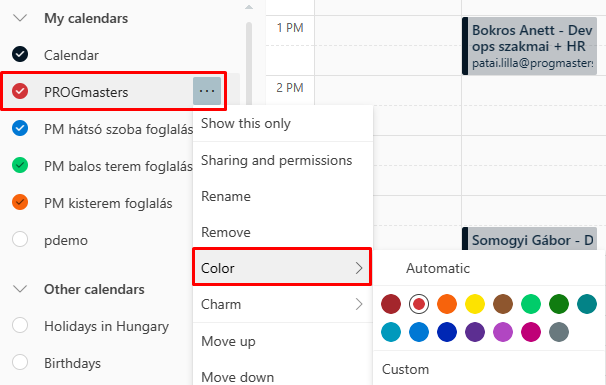 My calendars
Calendar
PROGmasters
PM hátsó szoba foglalás
PM balos terem foglalás
PM kisterem foglalás
pdemo
Other calendars
Holidays in Hungary
Birthdays
Show this only
Sharing and permissions
Rename
Remove
Color
Charm
Move up
Move down
Automatic
Custom
1 PM
2 PM
Bokros Anett - Dev
ops szakmai + HR
patai.lilla@progmasters
Somogyi Gábor - D